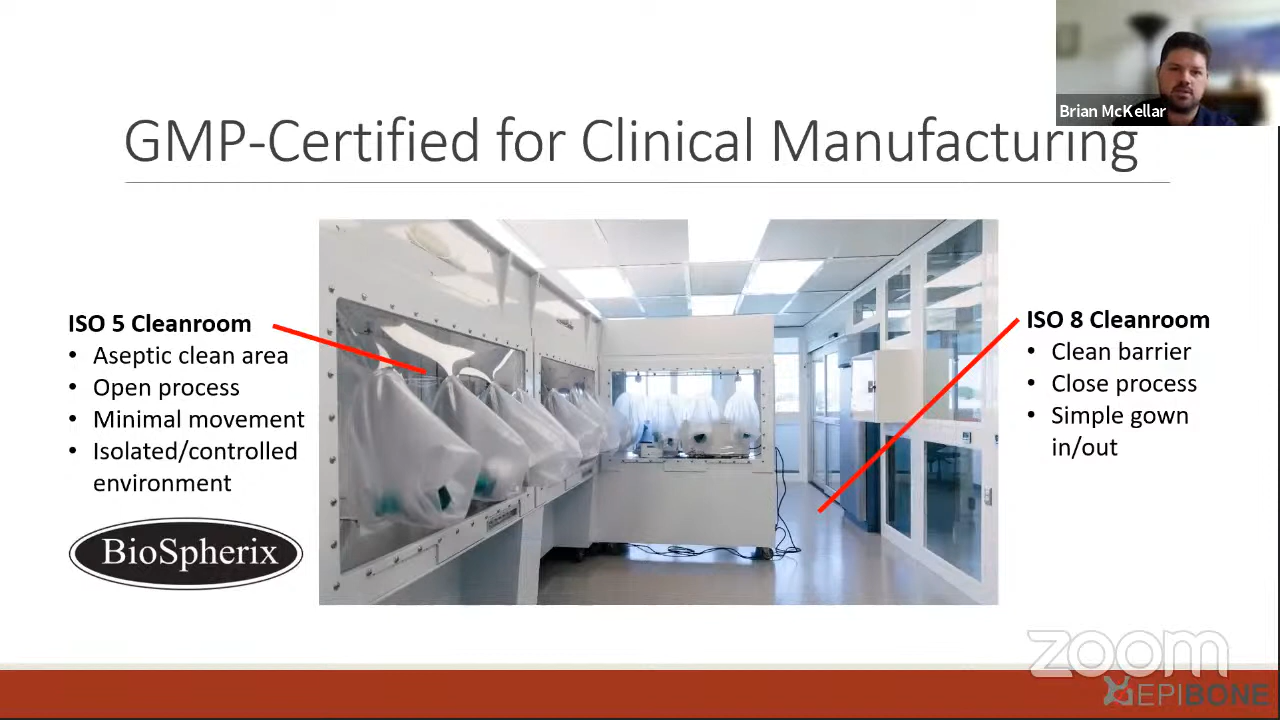 Brian McKellar
GMP-Certified for Clinical Manufacturing
ISO 5 Cleanroom
• Aseptic clean area
• Open process
• Minimal movement
• Isolated/controlled
environment
BioSpherix
ISO 8 Cleanroom
• Clean barrier
• Close process
• Simple gown
in/out
zoom
EPIBONE